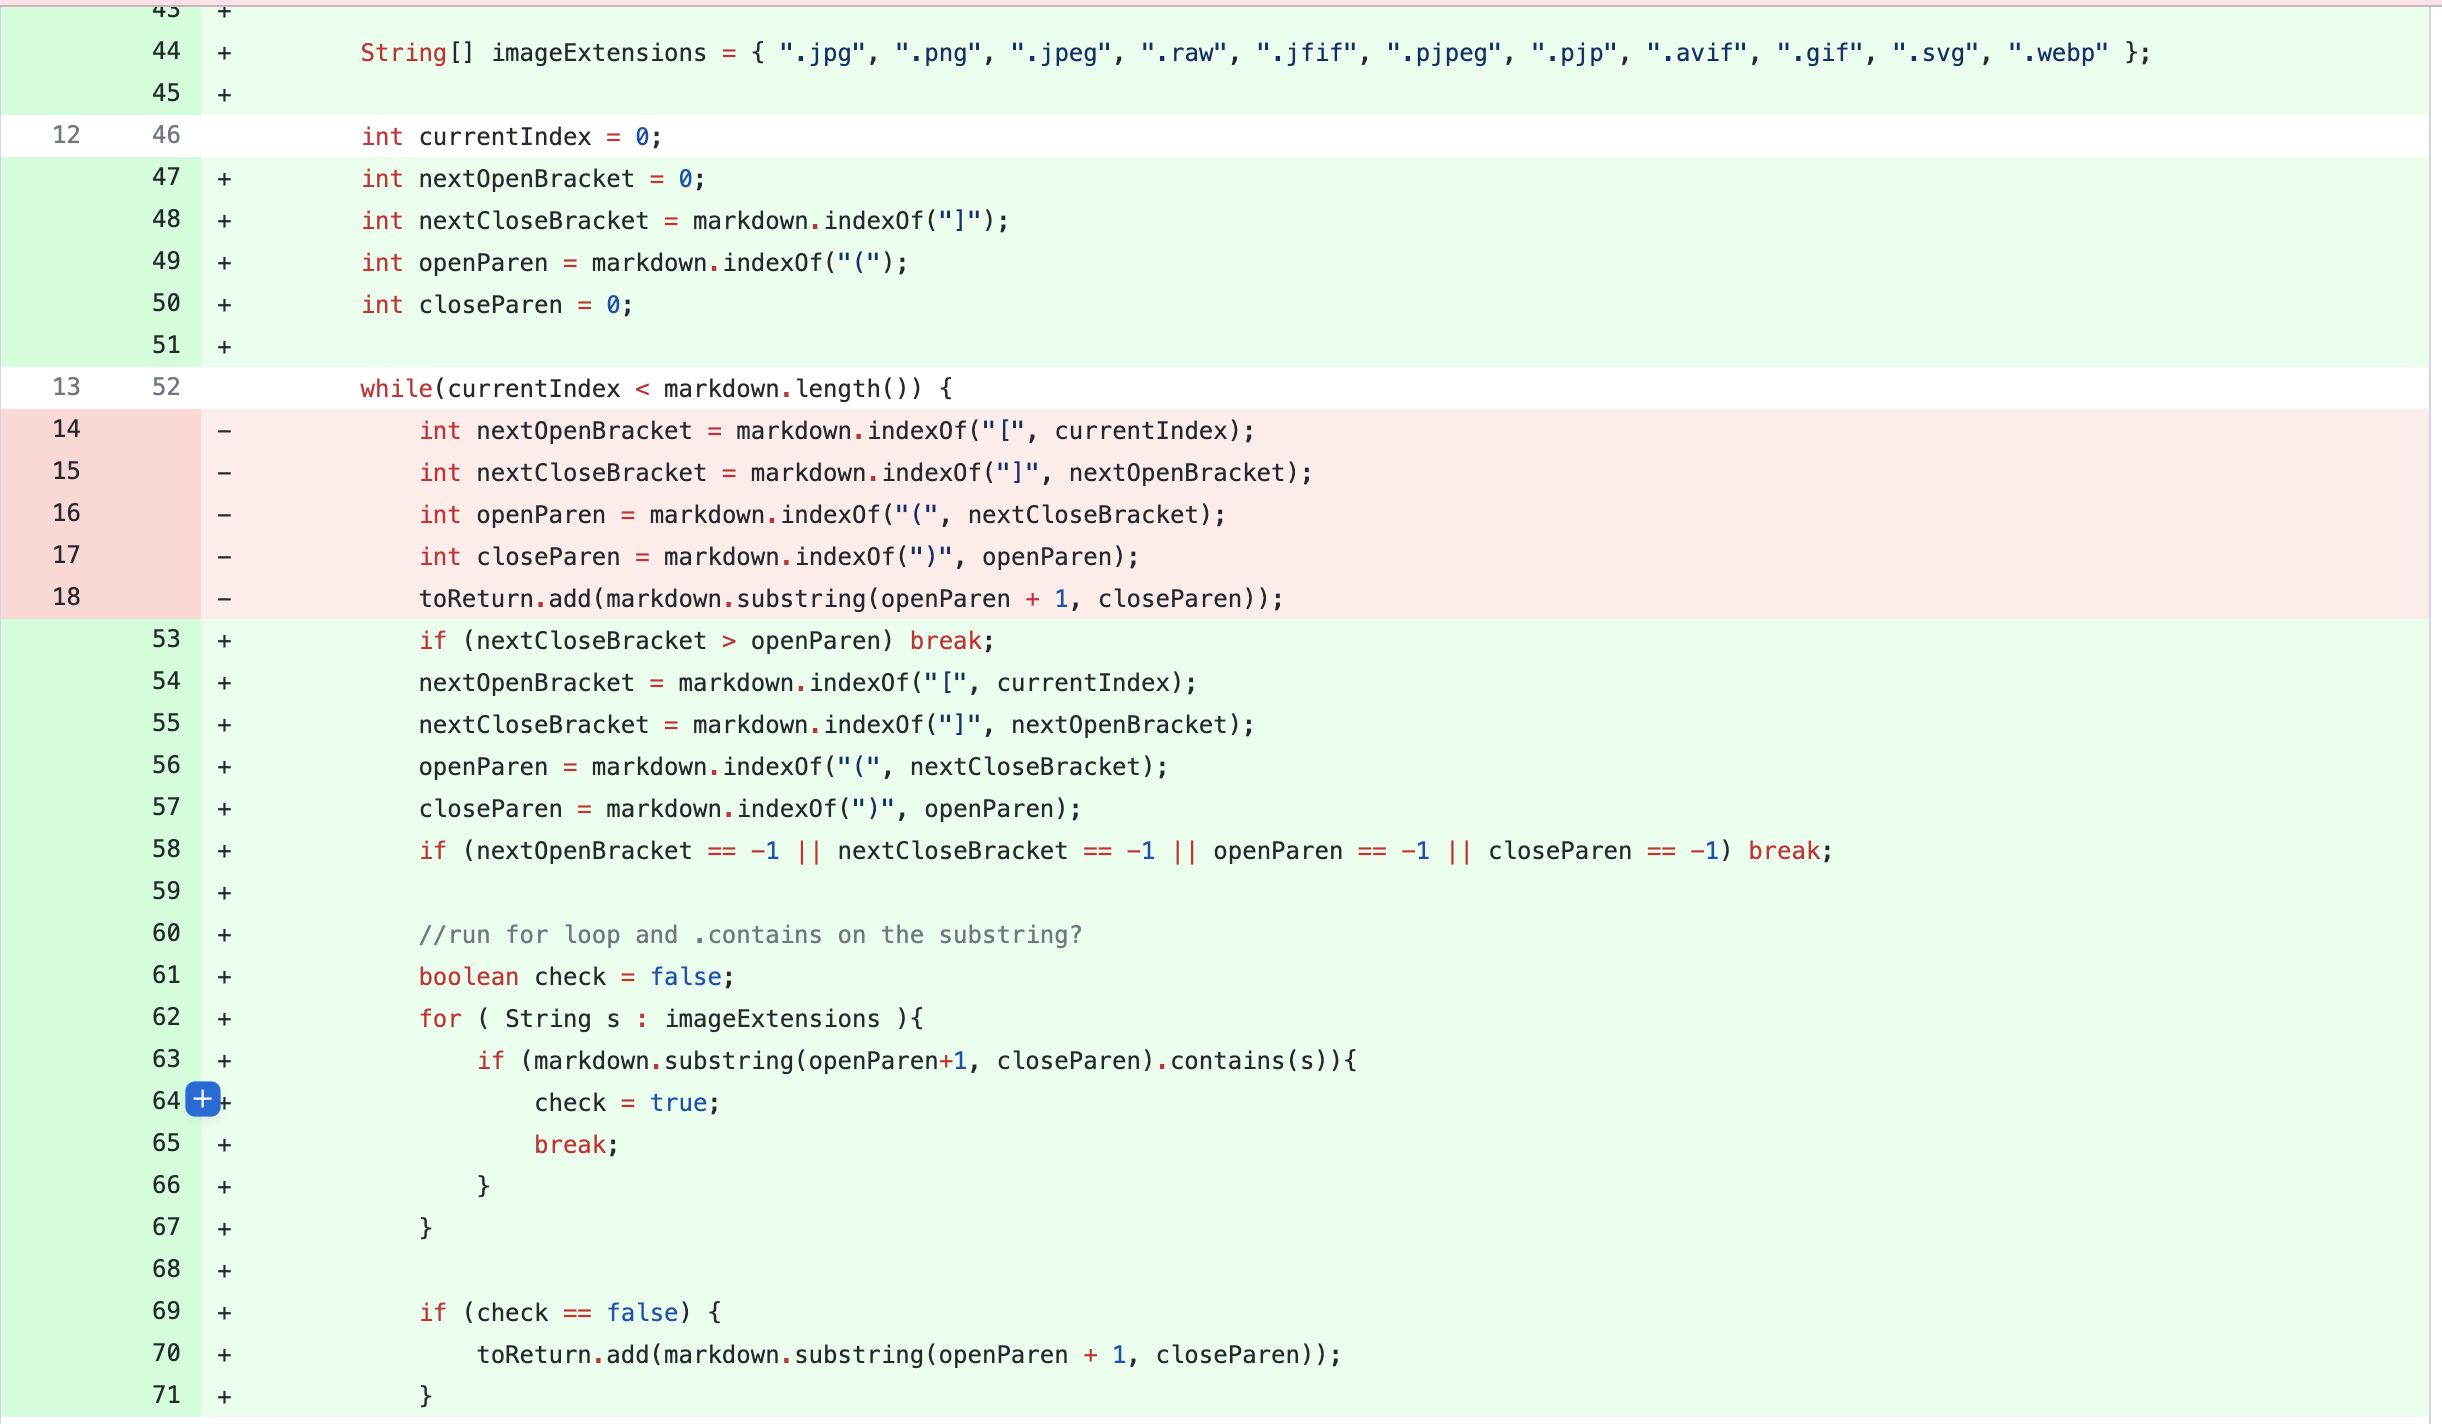 43 +
44 + String[] imageExtensions = { ".jpg", ".png", ".jpeg", ".raw", ".jfif", ".pjpeg", ".pjp", ".avif", ".gif", ".svg", ".webp" };
45 +
12 46 int currentIndex = 0;
47 + int nextOpenBracket = 0;
48 + int nextCloseBracket = markdown.indexOf("]");
49 + int openParen = markdown.indexOf("(");
50 + int closeParen = 0;
51 +
13 52 while(currentIndex < markdown.length()) {
14 - int nextOpenBracket = markdown.indexOf("[", currentIndex);
15 - int nextCloseBracket = markdown.indexOf("]", nextOpenBracket);
16 - int openParen = markdown.indexOf("(", nextCloseBracket);
17 - int closeParen = markdown.indexOf(")", openParen);
18 - toReturn.add(markdown.substring(openParen + 1, closeParen));
53 + if (nextCloseBracket > openParen) break;
54 + nextOpenBracket = markdown.indexOf("[", currentIndex);
55 + nextCloseBracket = markdown.indexOf("]", nextOpenBracket);
56 + openParen = markdown.indexOf("(", nextCloseBracket);
57 + closeParen = markdown.indexOf(")", openParen);
58 + if (nextOpenBracket == -1 || nextCloseBracket == -1 || openParen == -1 || closeParen == -1) break;
59 +
60 + //run for loop and .contains on the substring?
61 + boolean check = false;
62 + for ( String s : imageExtensions ){
63 + if (markdown.substring(openParen+1, closeParen).contains(s)){
64 + + check = true;
65 + break;
66 + }
67 + }
68 +
69 + if (check == false) {
70 + toReturn.add(markdown.substring(openParen + 1, closeParen));
71 + }